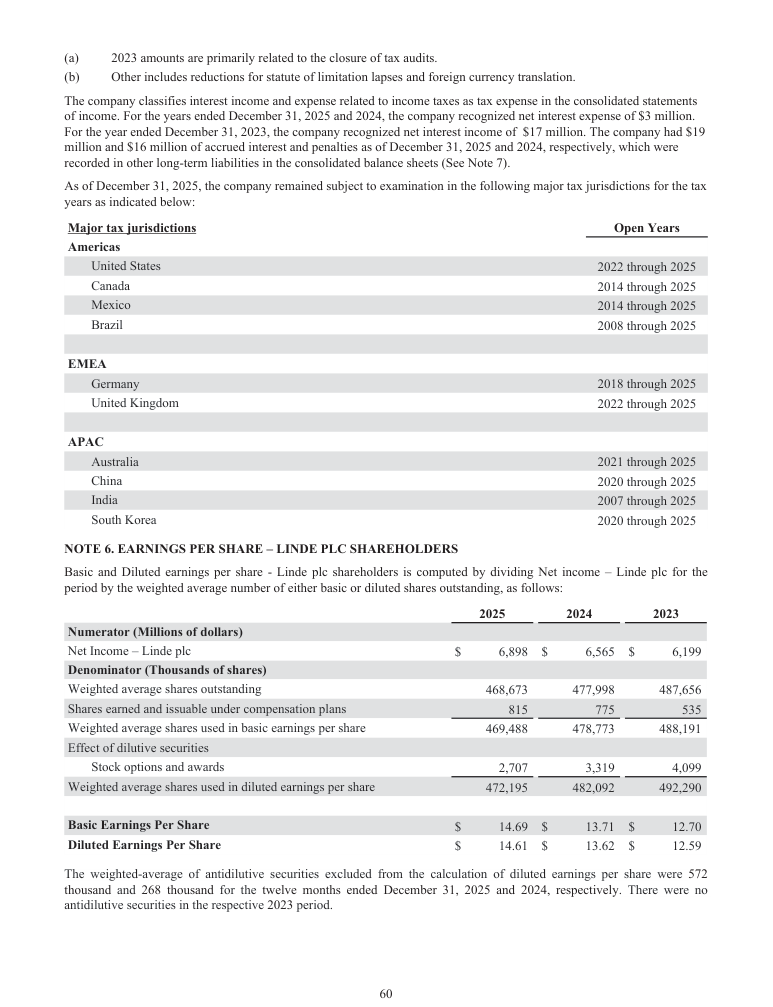 (a) 2023 amounts are primarily related to the closure of tax audits.
(b) Other includes reductions for statute of limitation lapses and foreign currency translation.
The company classifies interest income and expense related to income taxes as tax expense in the consolidated statements
of income. For the years ended December 31, 2025 and 2024, the company recognized net interest expense of $3 million.
For the year ended December 31, 2023, the company recognized net interest income of $17 million. The company had $19
million and $16 million of accrued interest and penalties as of December 31, 2025 and 2024, respectively, which were
recorded in other long-term liabilities in the consolidated balance sheets (See Note 7).
As of December 31, 2025, the company remained subject to examination in the following major tax jurisdictions for the tax
years as indicated below:
Major tax jurisdictions Open Years
Americas
United States 2022 through 2025
Canada 2014 through 2025
Mexico 2014 through 2025
Brazil 2008 through 2025
EMEA
Germany 2018 through 2025
United Kingdom 2022 through 2025
APAC
Australia 2021 through 2025
China 2020 through 2025
India 2007 through 2025
South Korea 2020 through 2025
NOTE 6. EARNINGS PER SHARE – LINDE PLC SHAREHOLDERS
Basic and Diluted earnings per share - Linde plc shareholders is computed by dividing Net income – Linde plc for the
period by the weighted average number of either basic or diluted shares outstanding, as follows:
2025 2024 2023
Numerator (Millions of dollars)
Net Income – Linde plc $ 6,898 $ 6,565 $ 6,199
Denominator (Thousands of shares)
Weighted average shares outstanding 468,673 477,998 487,656
Shares earned and issuable under compensation plans 815 775 535
Weighted average shares used in basic earnings per share 469,488 478,773 488,191
Effect of dilutive securities
Stock options and awards 2,707 3,319 4,099
Weighted average shares used in diluted earnings per share 472,195 482,092 492,290
Basic Earnings Per Share $ 14.69 $ 13.71 $ 12.70
Diluted Earnings Per Share $ 14.61 $ 13.62 $ 12.59
The weighted-average of antidilutive securities excluded from the calculation of diluted earnings per share were 572
thousand and 268 thousand for the twelve months ended December 31, 2025 and 2024, respectively. There were no
antidilutive securities in the respective 2023 period.
60